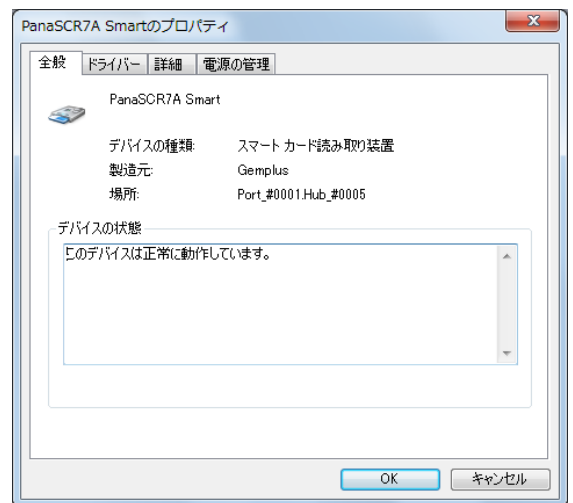 PanaSCR7A Smartのプロパティ
全般 ドライバー 詳細 電源の管理
PanaSCR7A Smart
デバイスの種類: スマート カード読み取り装置
製造元: Gemplus
場所: Port_#0001.Hub_#0005
デバイスの状態
このデバイスは正常に動作しています。
OK キャンセル